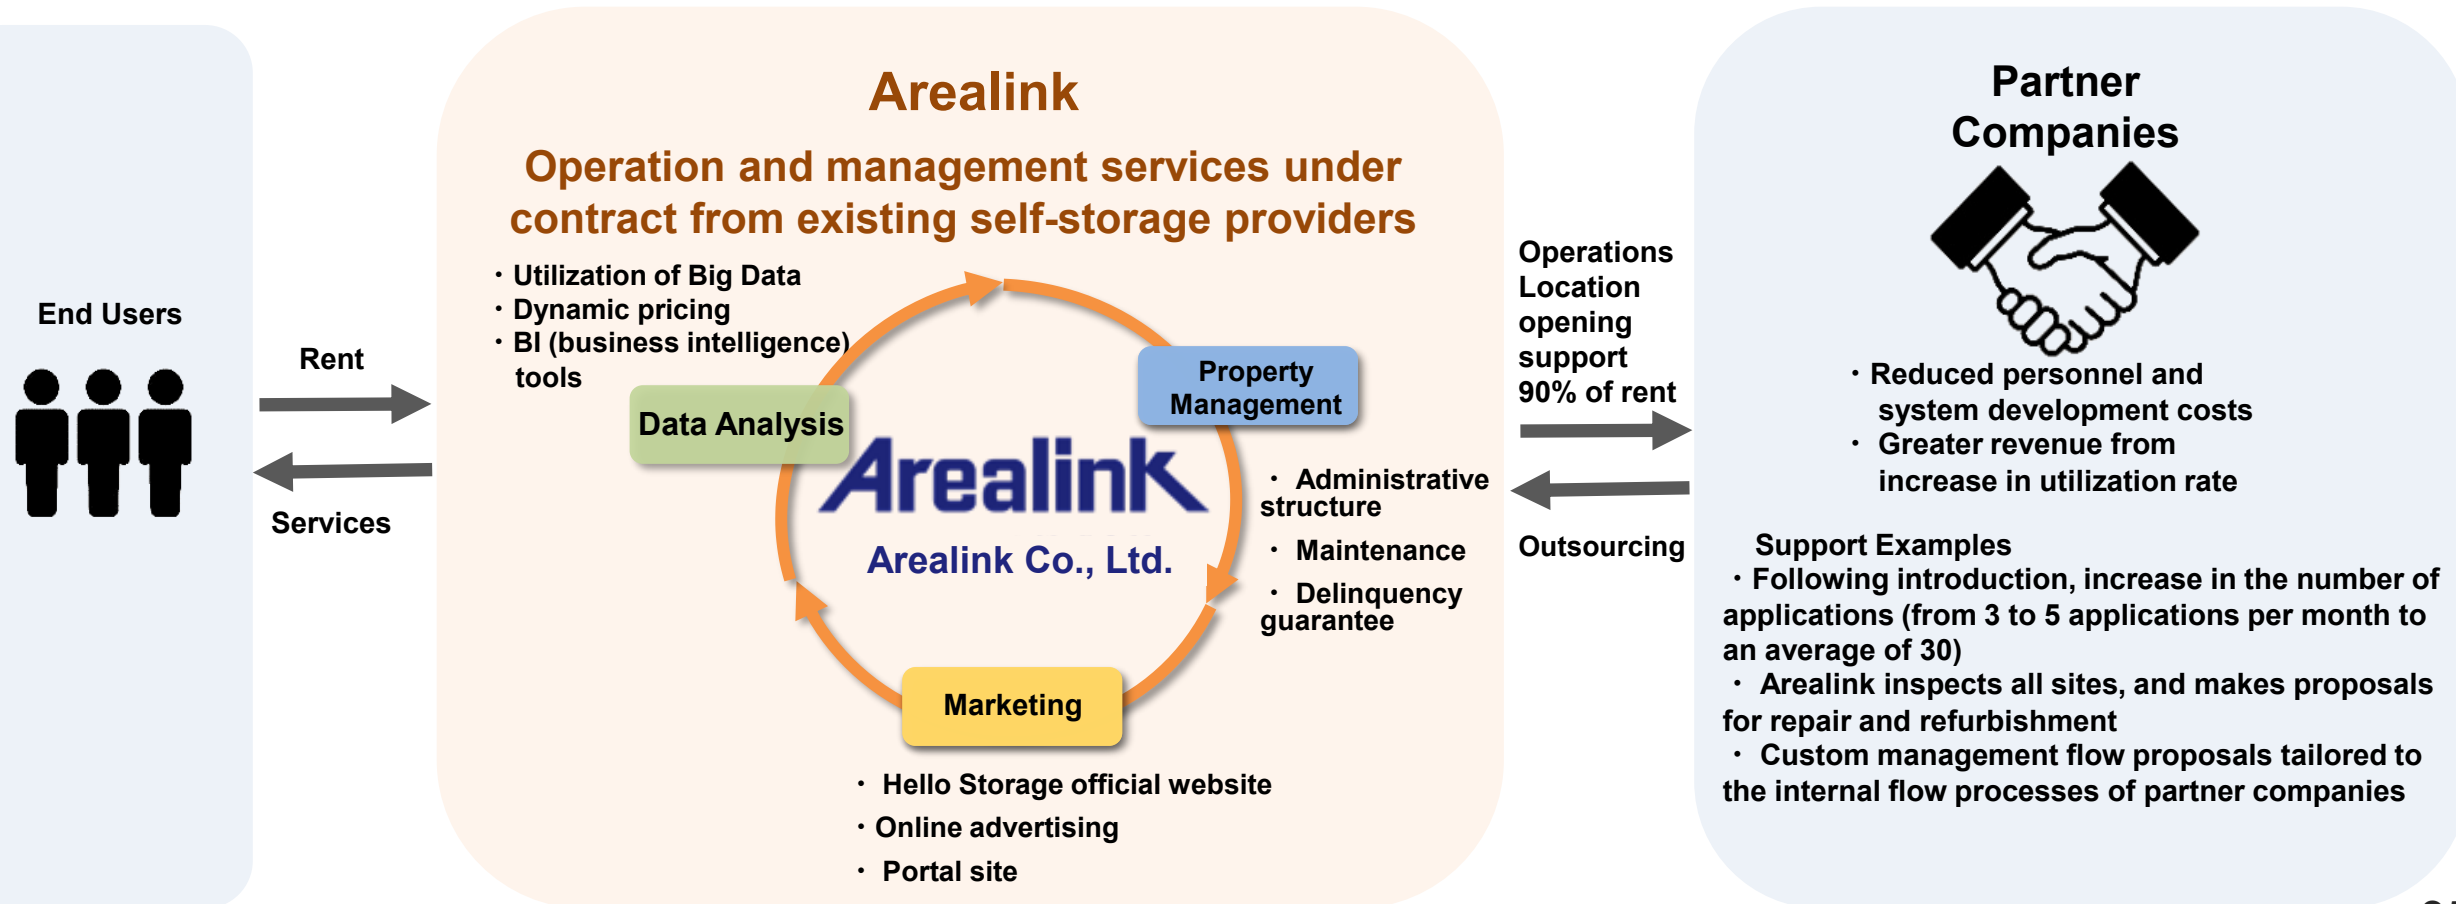 End Users
Rent
Services
Arelink
Operation and management services under
contract from existing self-storage providers
・Utilization of Big Data
・Dynamic pricing
・BI (business intelligence)
tools
Data Analysis
Property
Management
・ Administrative
structure
・ Maintenance
・ Delinquency
guarantee
Arealink
Arealink Co., Ltd.
Marketing
・ Hello Storage official website
・Online advertising
・ Portal site
Operations
Location
opening
support
90% of rent
Outsourcing
Partner
Companies
・Reduced personnel and
system development costs
・ Greater revenue from
increase in utilization rate
Support Examples
・Following introduction, increase in the number of
applications (from 3 to 5 applications per month to
an average of 30)
・ Arealink inspects all sites, and makes proposals
for repair and refurbishment
・ Custom management flow proposals tailored to
the internal flow processes of partner companies